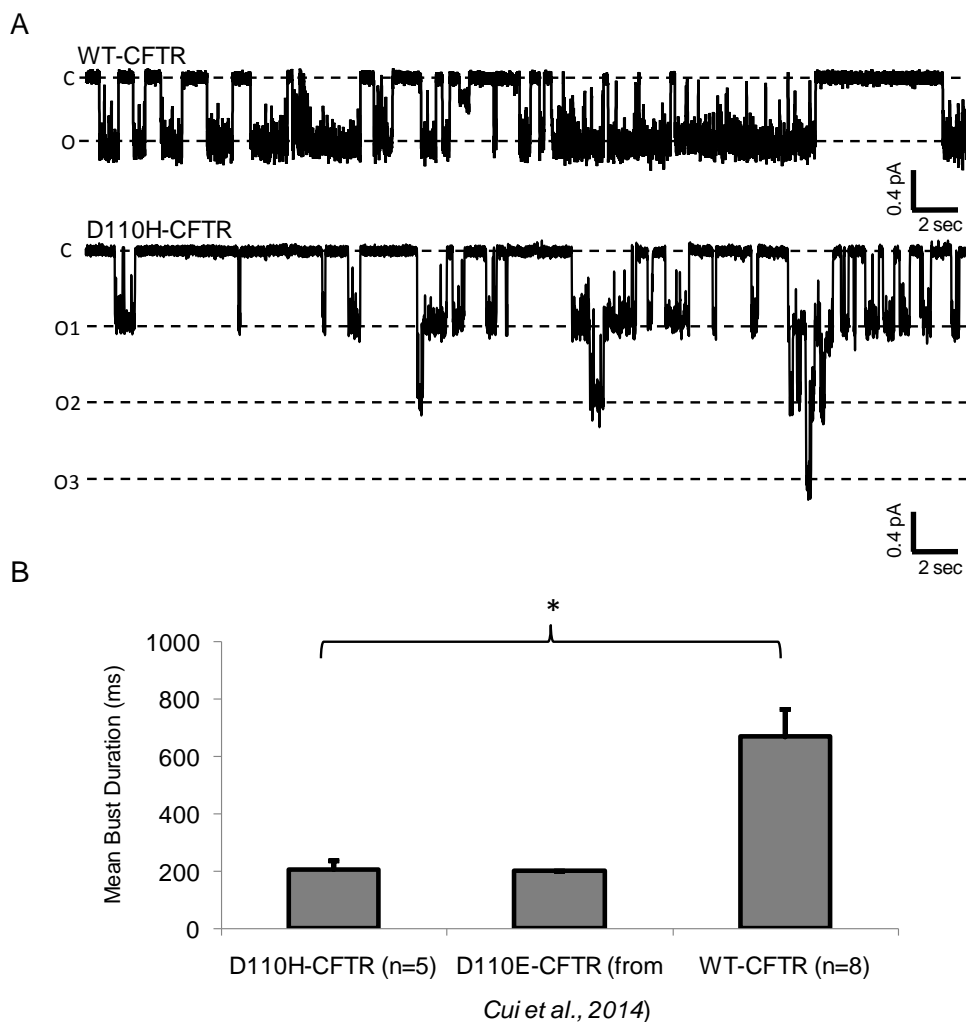 A
WT-CFTR
C
O
0.4 pA
2 sec
D110H-CFTR
C
O1
O2
O3
0.4 pA
2 sec
B
*
Mean Bust Duration (ms)
1000
800
600
400
200
0
D110H-CFTR (n=5)
D110E-CFTR (from
Cui et al., 2014)
WT-CFTR (n=8)